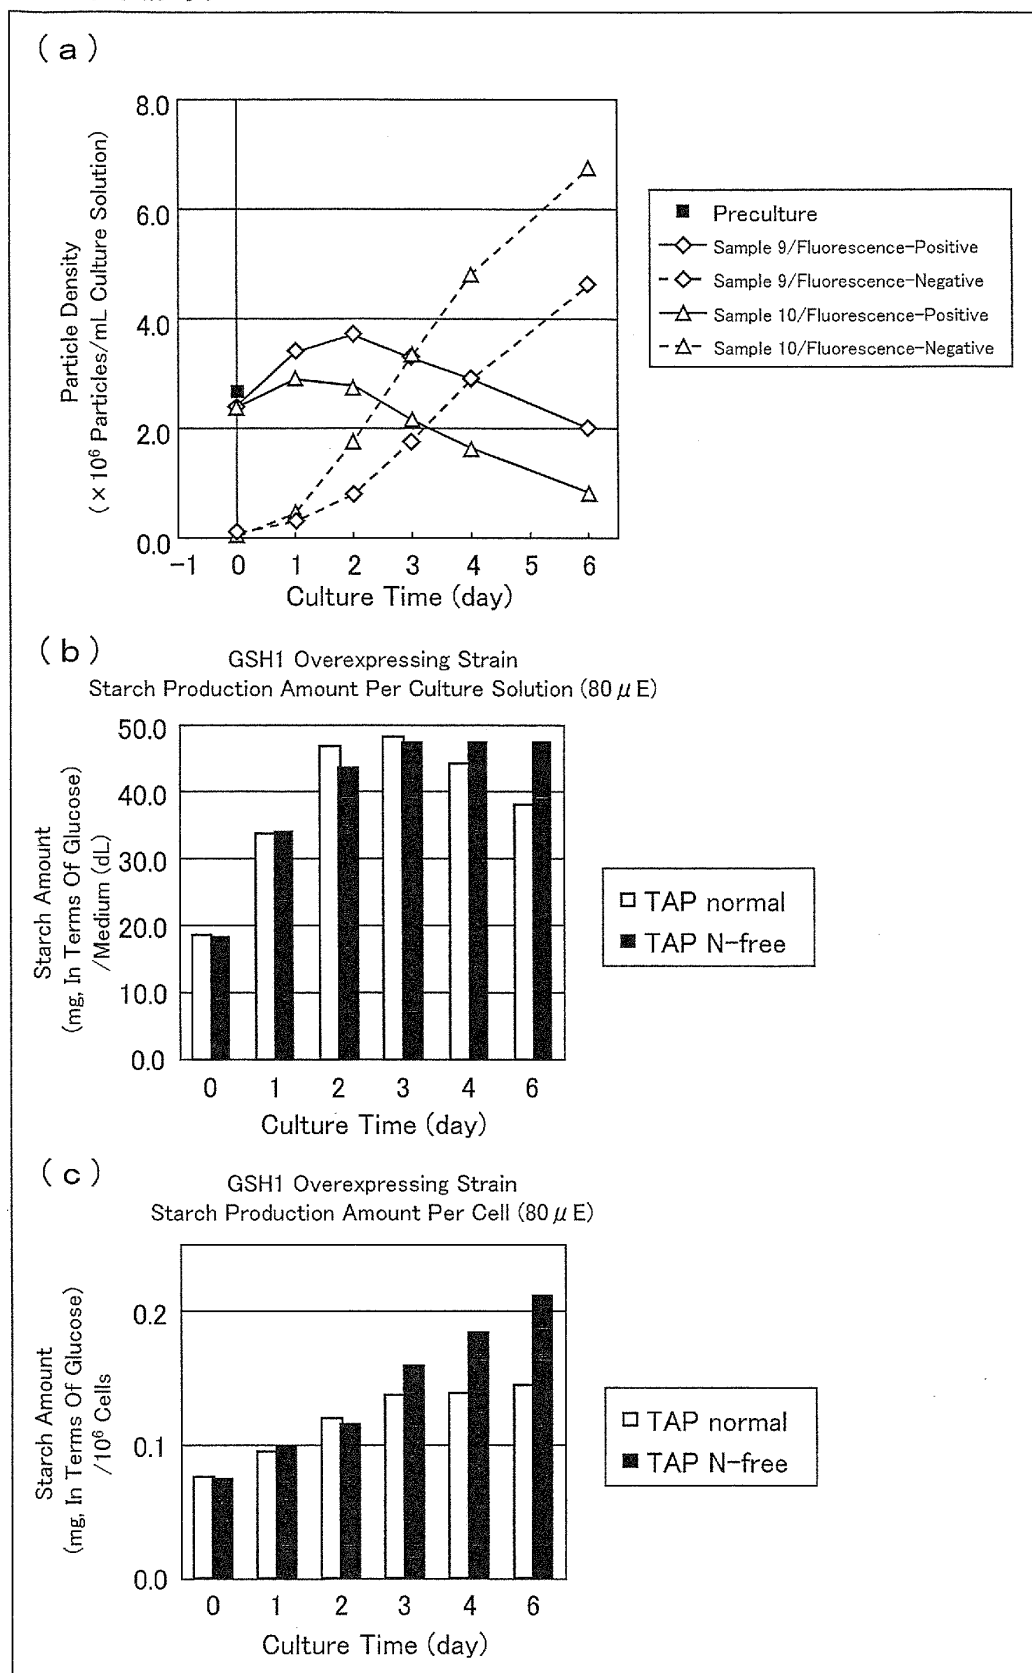 (a)
8.0
6.0
4.0
2.0
0.0
-1 0 1 2 3 4 5 6
Culture Time (day)
Particle Density
(×10⁶ Particles/mL Culture Solution)
Preculture
Sample 9/Fluorescence-Positive
Sample 9/Fluorescence-Negative
Sample 10/Fluorescence-Positive
Sample 10/Fluorescence-Negative
(b)
GSH1 Overexpressing Strain
Starch Production Amount Per Culture Solution (80 μE)
50.0
40.0
30.0
20.0
10.0
0.0
0 1 2 3 4 6
Culture Time (day)
Starch Amount
(mg, In Terms Of Glucose)
/Medium (dL)
TAP normal
TAP N-free
(c)
GSH1 Overexpressing Strain
Starch Production Amount Per Cell (80 μE)
0.2
0.1
0.0
0 1 2 3 4 6
Culture Time (day)
Starch Amount
(mg, In Terms Of Glucose)
/10⁶ Cells
TAP normal
TAP N-free